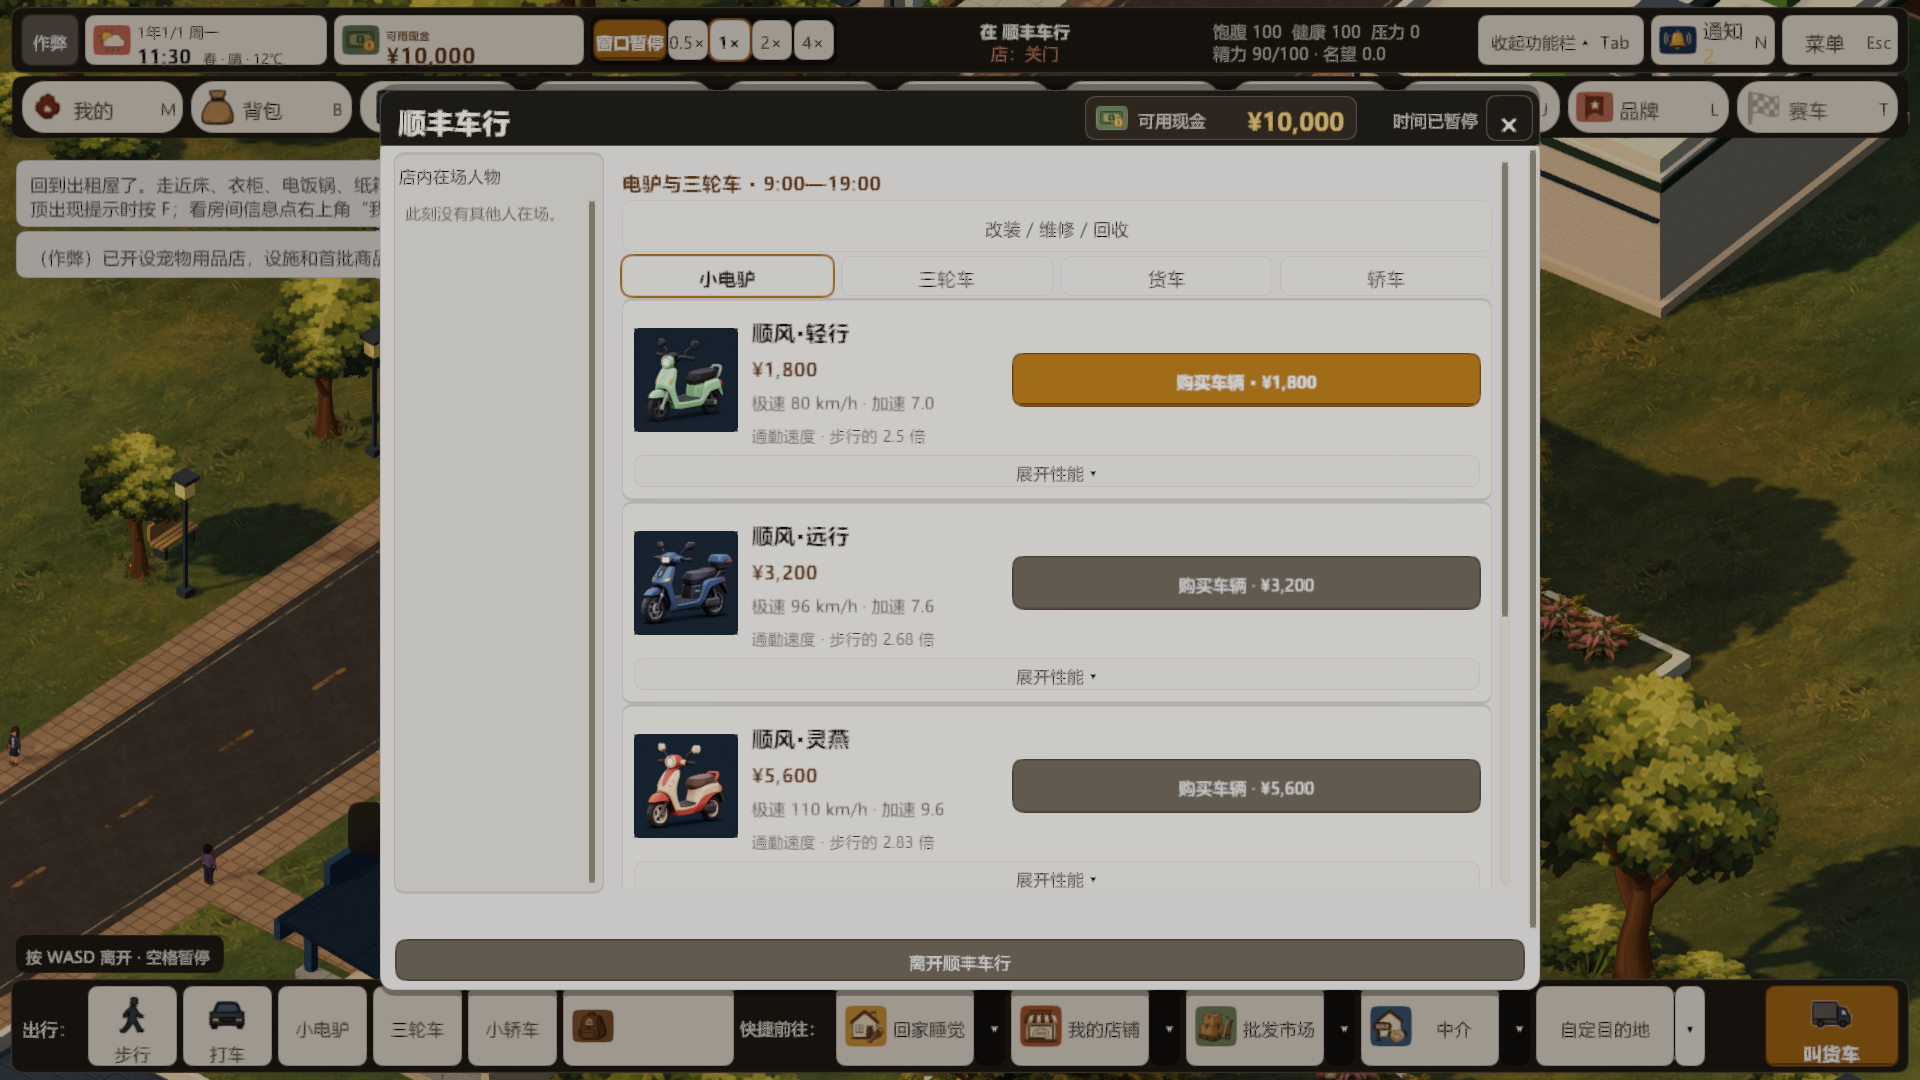 作弊
1年1/1 周一
11:30 春·晴·12℃
可用现金
¥10,000
窗口暂停
0.5×
1×
2×
4×
在 顺丰车行
店：关门
饱腹 100 健康 100 压力 0
精力 90/100 · 名望 0.0
收起功能栏 ▴ Tab
通知
2
N
菜单 Esc
我的 M
背包 B
J
品牌 L
赛车 T
回到出租屋了。走近床、衣柜、电饭锅、纸箱
顶出现提示时按 F；看房间信息点右上角 “我
（作弊）已开设宠物用品店，设施和首批商品
顺丰车行
可用现金 ¥10,000
时间已暂停
×
店内在场人物
此刻没有其他人在场。
电驴与三轮车 · 9:00—19:00
改装 / 维修 / 回收
小电驴
三轮车
货车
轿车
顺风·轻行
¥1,800
极速 80 km/h · 加速 7.0
通勤速度 · 步行的 2.5 倍
购买车辆 · ¥1,800
展开性能 ▾
顺风·远行
¥3,200
极速 96 km/h · 加速 7.6
通勤速度 · 步行的 2.68 倍
购买车辆 · ¥3,200
展开性能 ▾
顺风·灵燕
¥5,600
极速 110 km/h · 加速 9.6
通勤速度 · 步行的 2.83 倍
购买车辆 · ¥5,600
展开性能 ▾
离开顺丰车行
按 WASD 离开 · 空格暂停
出行：
步行
打车
小电驴
三轮车
小轿车
快捷前往：
回家睡觉
我的店铺
批发市场
中介
自定目的地
叫货车